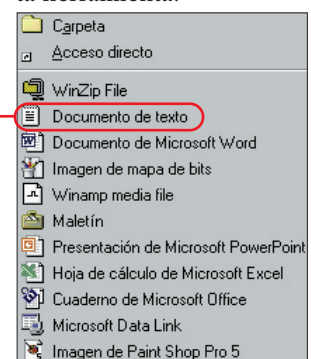 Carpeta
Acceso directo
WinZip File
Documento de texto
Documento de Microsoft Word
Imagen de mapa de bits
Winamp media file
Maletín
Presentación de Microsoft PowerPoint
Hoja de cálculo de Microsoft Excel
Cuaderno de Microsoft Office
Microsoft Data Link
Imagen de Paint Shop Pro 5